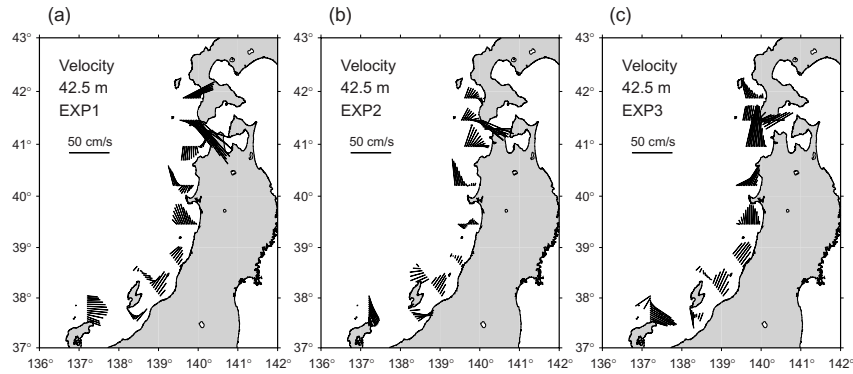 (a) (b) (c)
43° 43° 43°
Velocity Velocity Velocity
42° 42° 42°
42.5 m 42.5 m 42.5 m
EXP1 EXP2 EXP3
50 cm/s 50 cm/s 50 cm/s
41° 41° 41°
40° 40° 40°
39° 39° 39°
38° 38° 38°
37° 37° 37°
136° 137° 138° 139° 140° 141° 142° 136° 137° 138° 139° 140° 141° 142° 136° 137° 138° 139° 140° 141° 142°